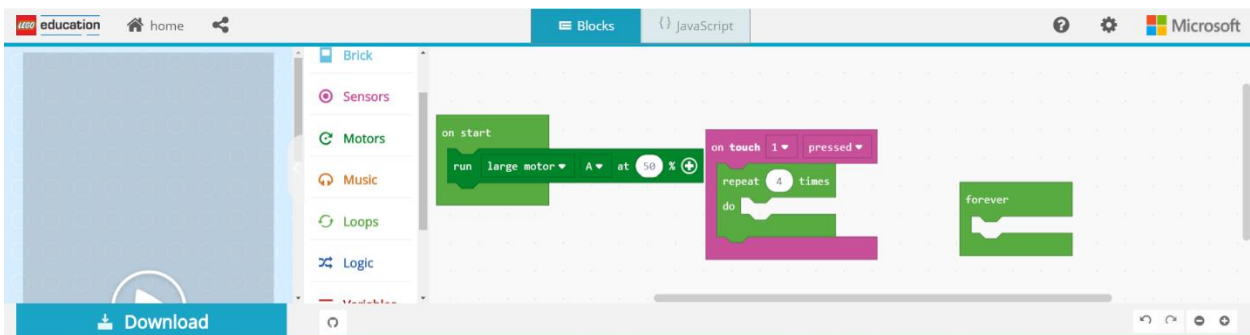 LEGO education home Blocks {} JavaScript Microsoft
Brick
Sensors
Motors
Music
Loops
Logic
Variables
on start
run large motor A at 50 %
on touch 1 pressed
repeat 4 times
do
forever
Download